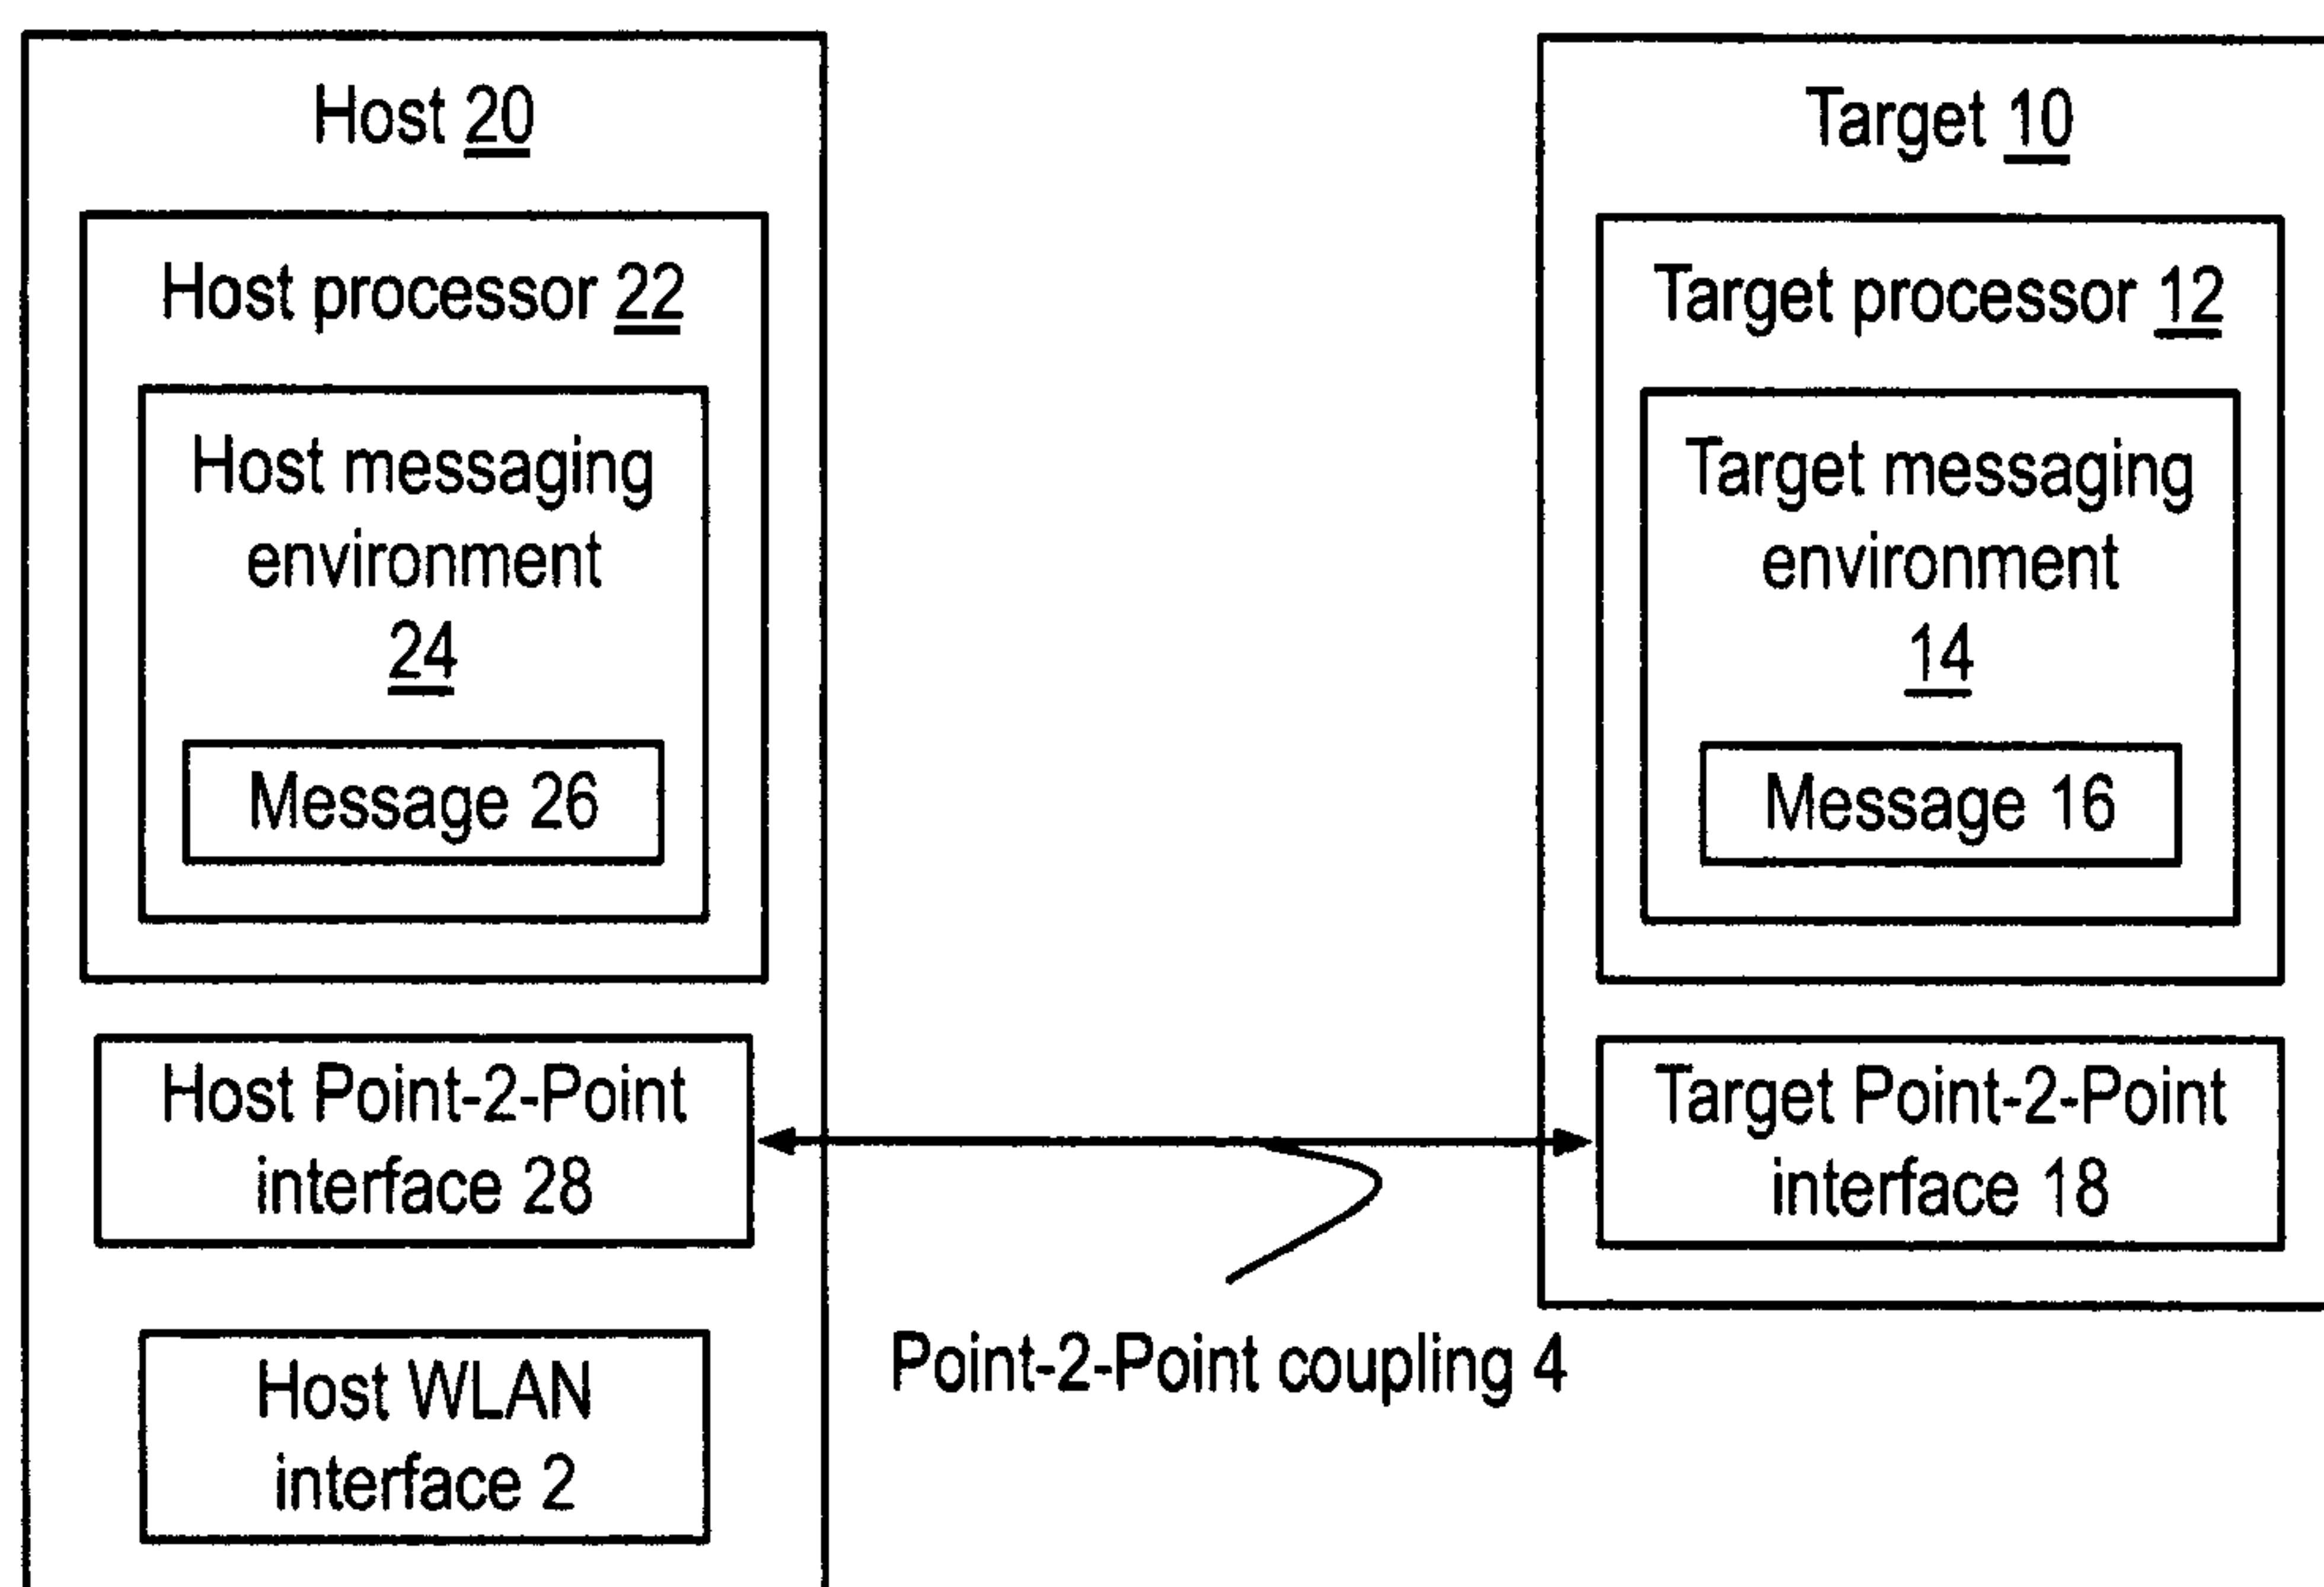 Host 20
Host processor 22
Host messaging
environment
24
Message 26
Host Point-2-Point
interface 28
Host WLAN
interface 2
Point-2-Point coupling 4
Target 10
Target processor 12
Target messaging
environment
14
Message 16
Target Point-2-Point
interface 18